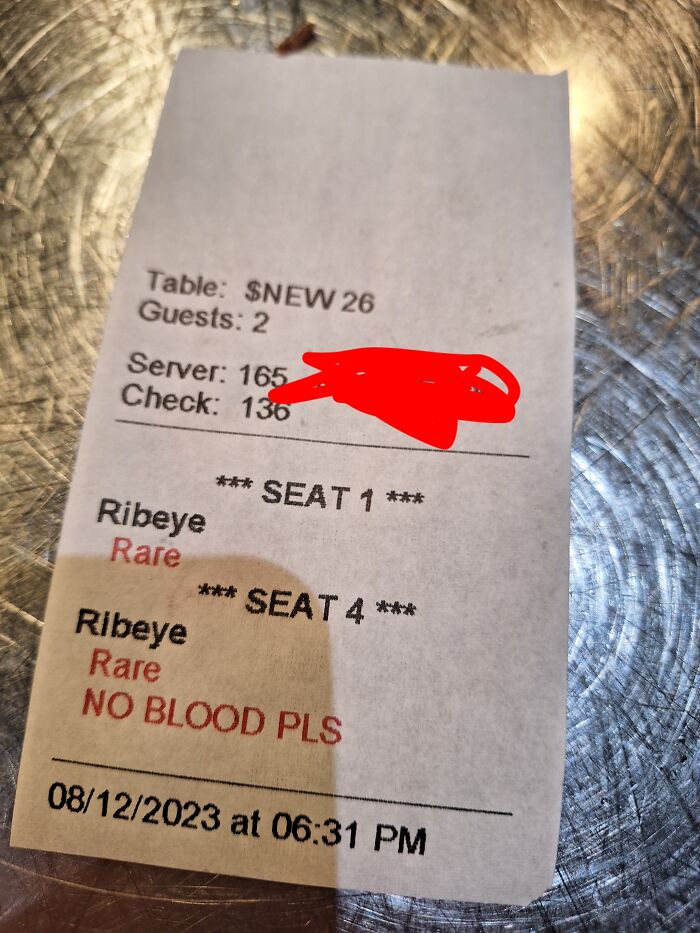 Table: $NEW 26
Guests: 2
Server: 165
Check: 136
*** SEAT 1 ***
Ribeye
Rare
*** SEAT 4 ***
Ribeye
Rare
NO BLOOD PLS
08/12/2023 at 06:31 PM